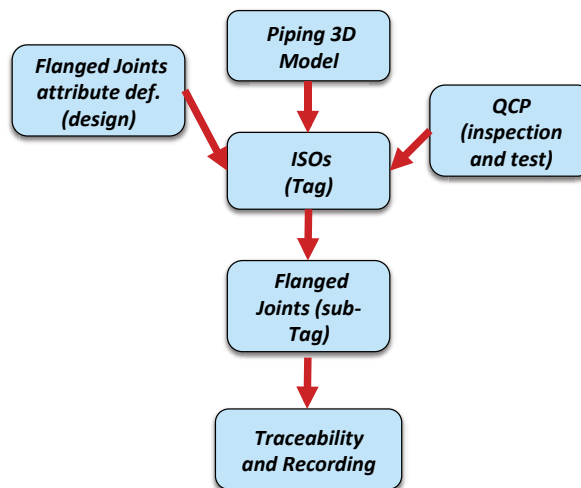 Piping 3D
Model
Flanged Joints
attribute def.
(design)
QCP
(inspection
and test)
ISOs
(Tag)
Flanged
Joints (sub-
Tag)
Traceability
and Recording